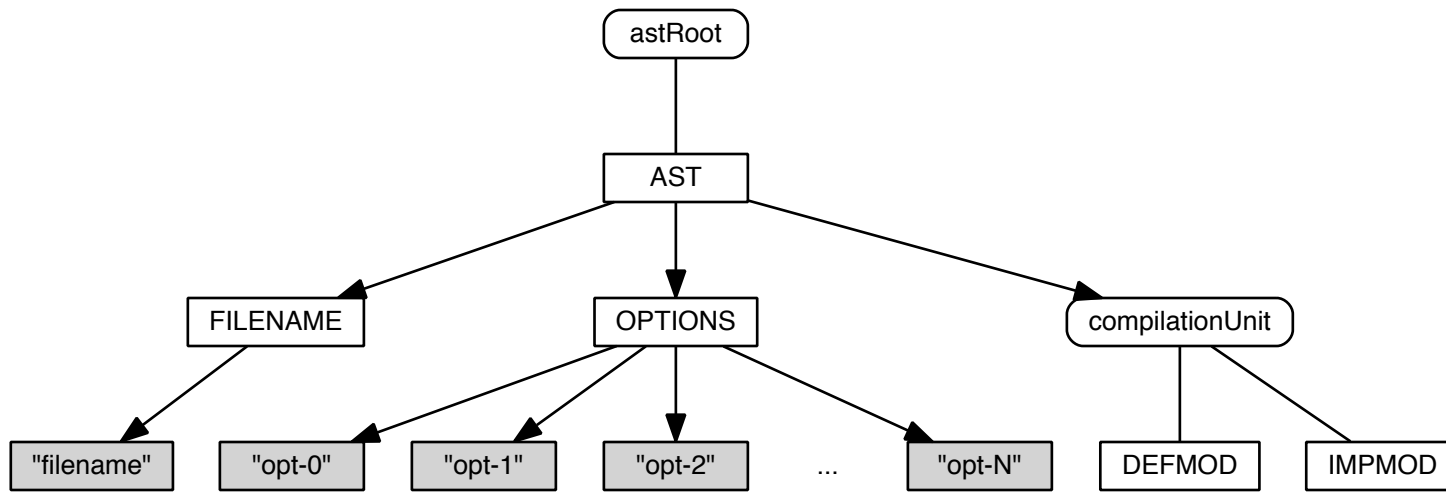 astRoot
AST
FILENAME
OPTIONS
compilationUnit
"filename"
"opt-0"
"opt-1"
"opt-2"
...
"opt-N"
DEFMOD
IMPMOD